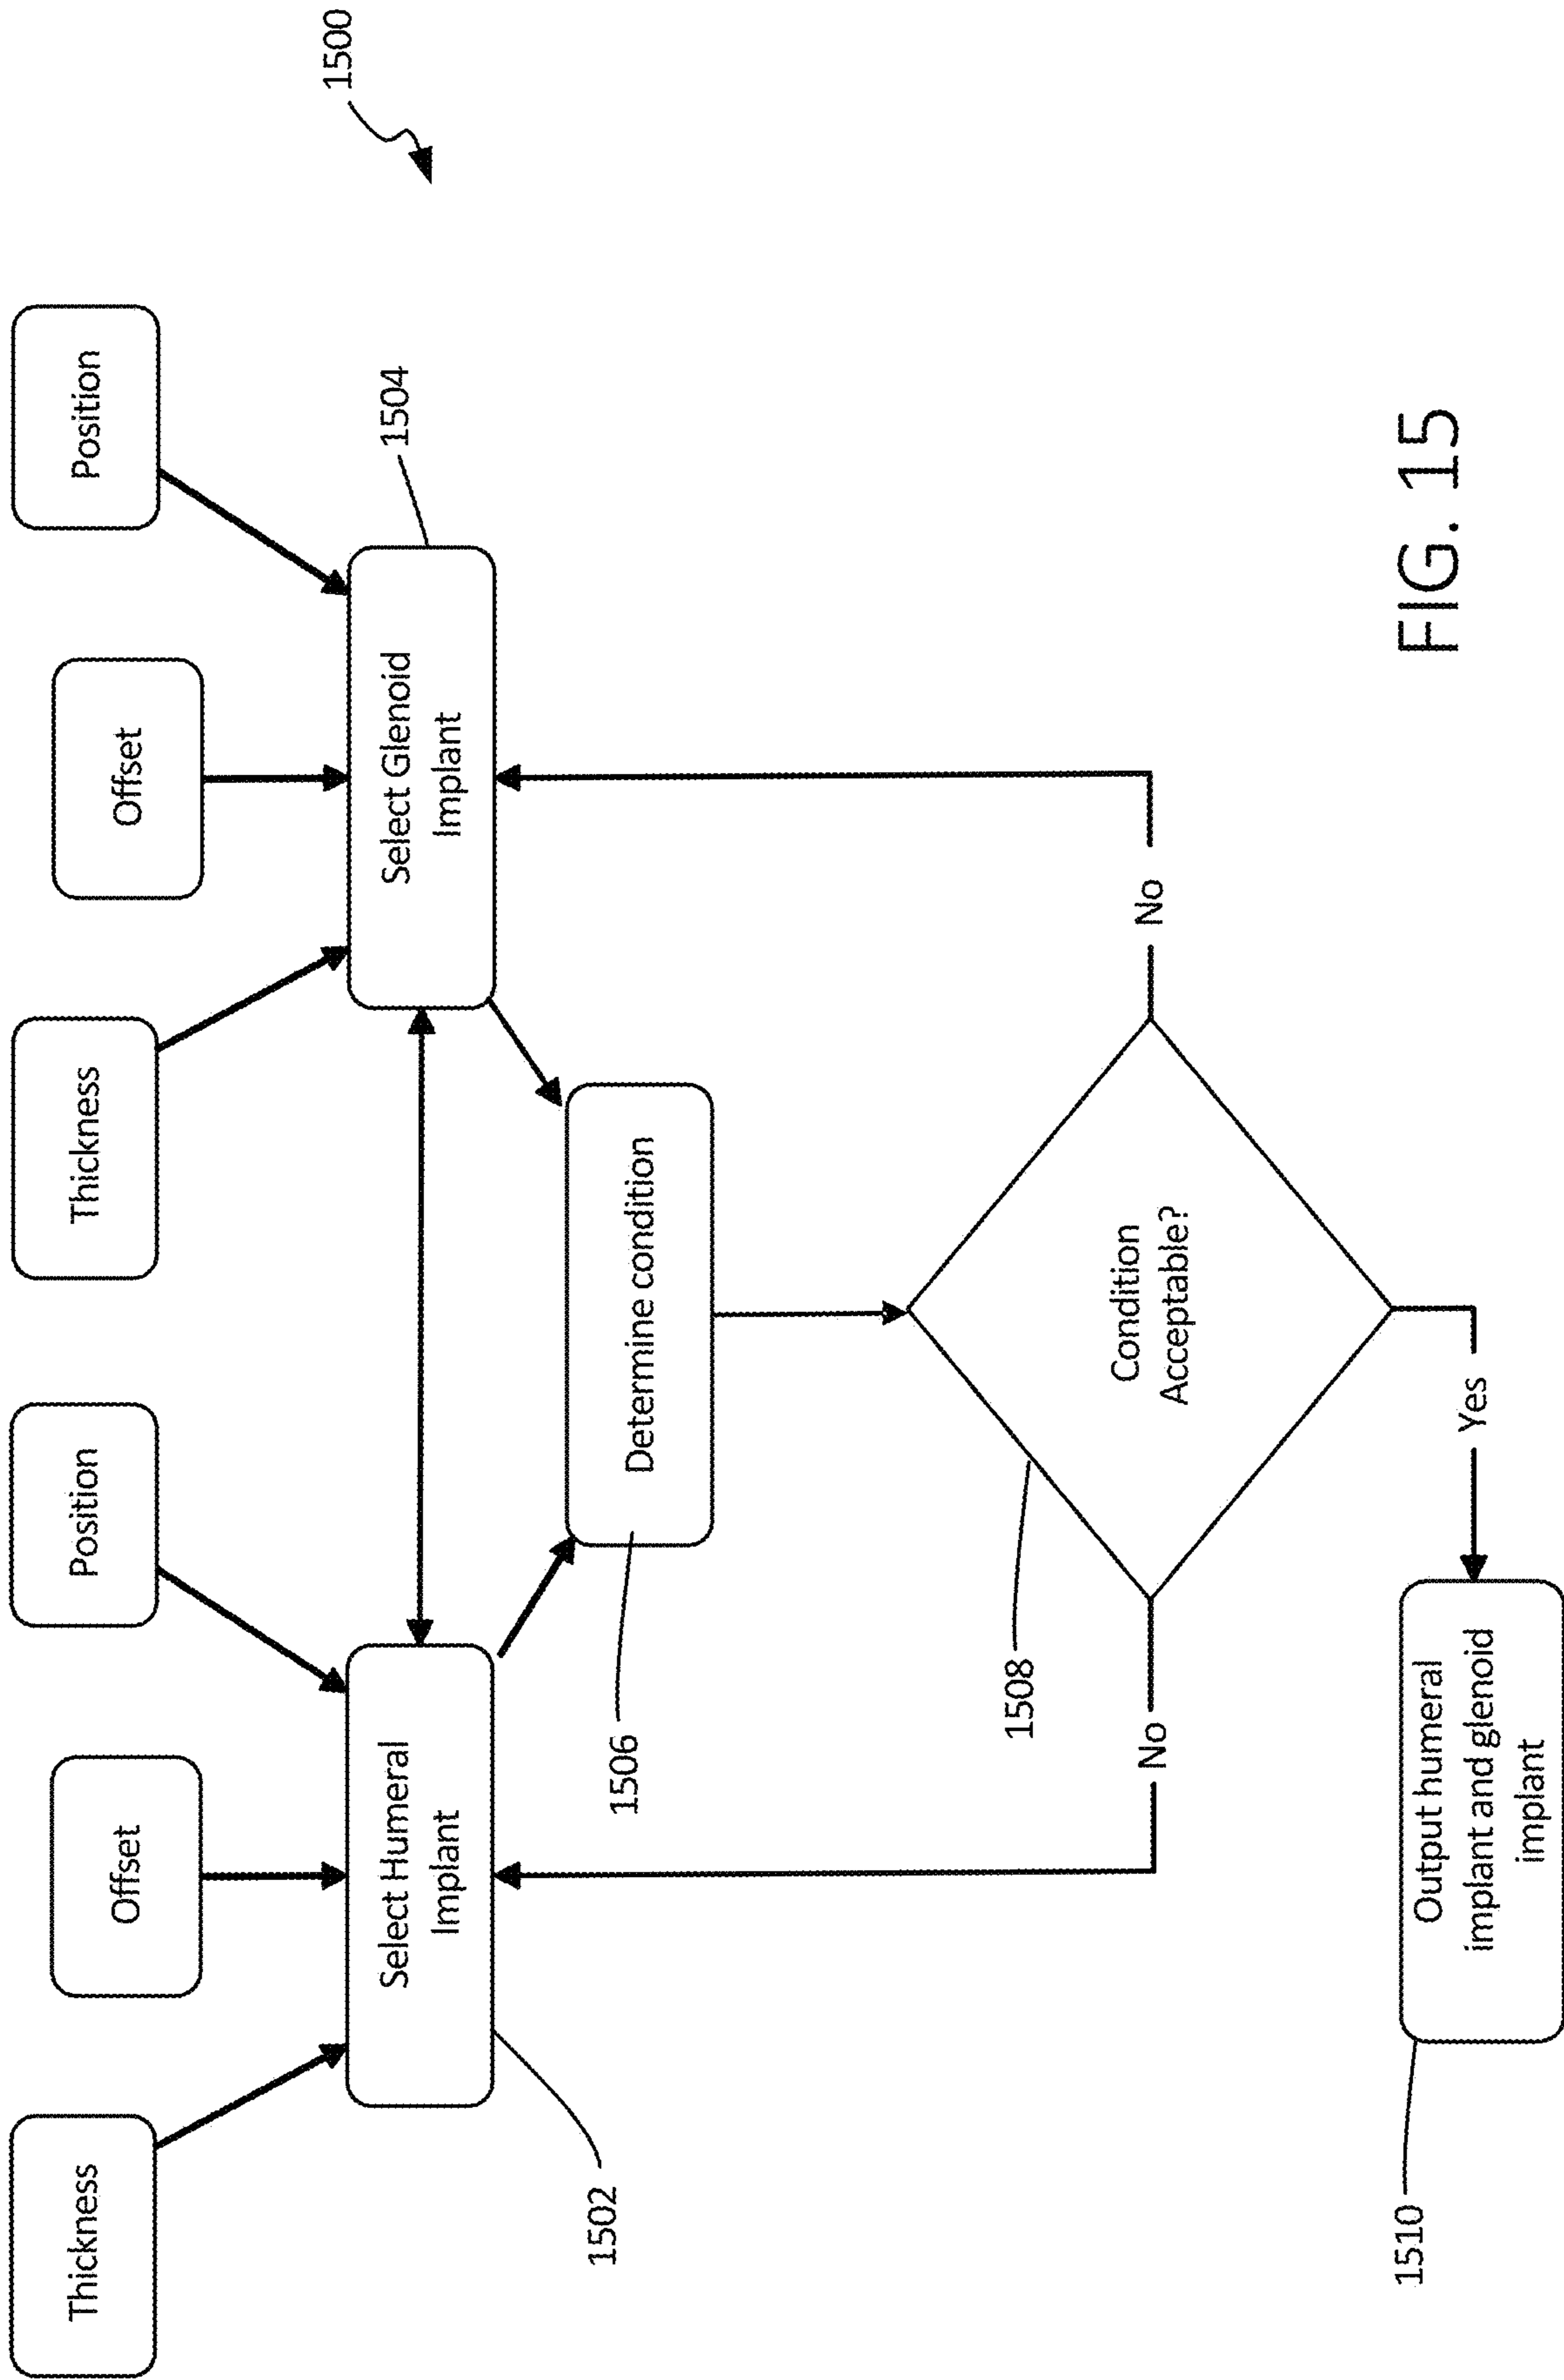 1500
Thickness
Offset
Position
Thickness
Offset
Position
Select Humeral
Implant
1502
Select Glenoid
Implant
1504
Determine condition
1506
Condition
Acceptable?
1508
No
No
Yes
Output humeral
implant and glenoid
implant
1510
FIG. 15